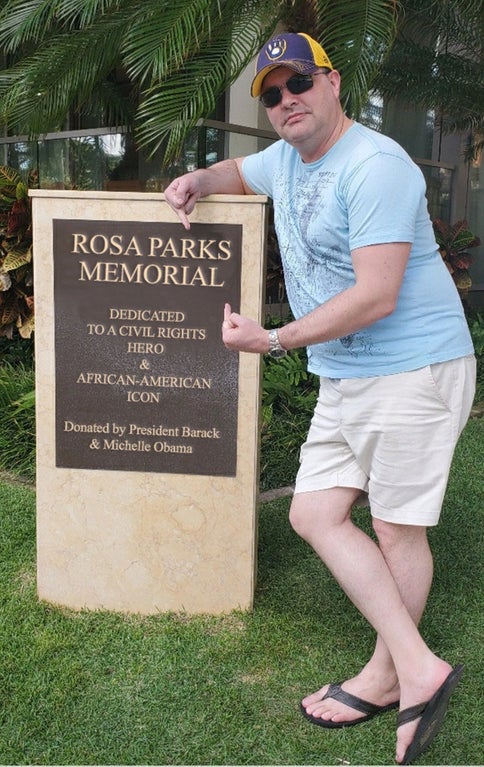 ROSA PARKS
MEMORIAL
DEDICATED
TO A CIVIL RIGHTS
HERO
&
AFRICAN-AMERICAN
ICON
Donated by President Barack
& Michelle Obama